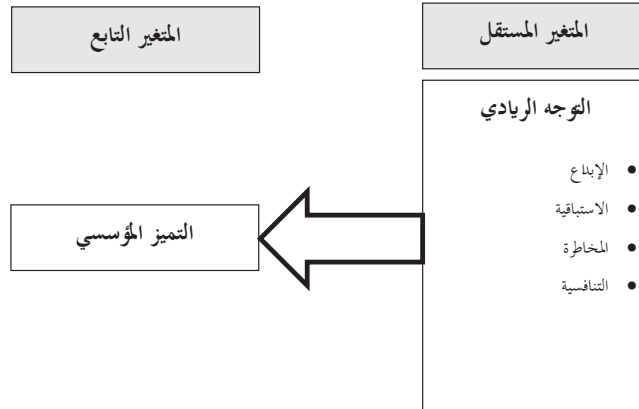 المتغير المستقل
المتغير التابع
التوجه الريادي
الإبداع
الاستباقية
المخاطرة
التنافسية
التميز المؤسسي